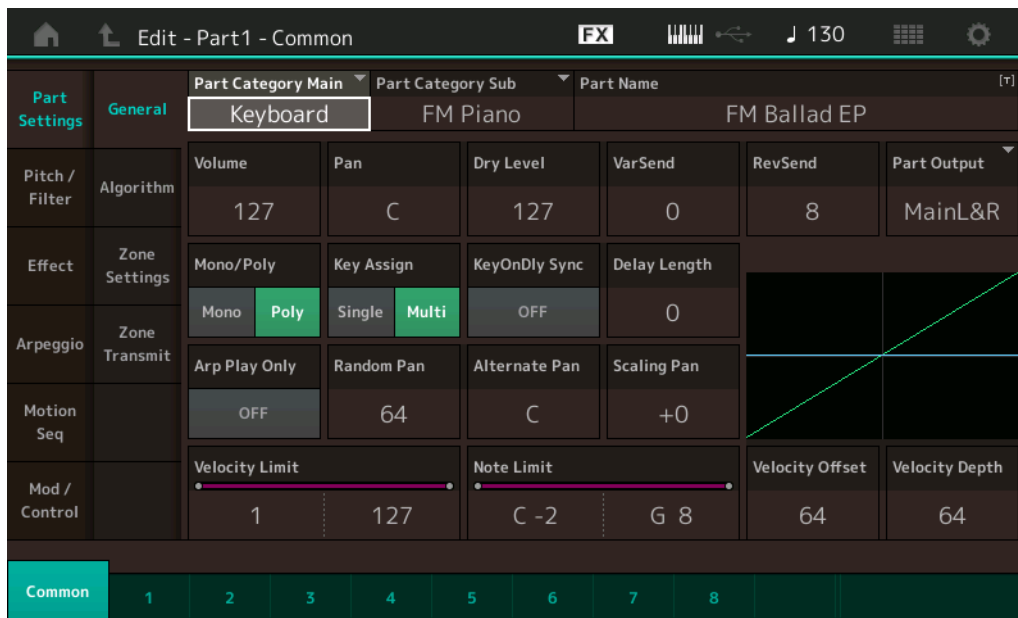 Edit - Part1 - Common
FX
♩ 130
Part Settings
General
Part Category Main
Part Category Sub
Part Name
[T]
Keyboard
FM Piano
FM Ballad EP
Pitch / Filter
Algorithm
Volume
Pan
Dry Level
VarSend
RevSend
Part Output
127
C
127
0
8
MainL&R
Effect
Zone Settings
Mono/Poly
Key Assign
KeyOnDly Sync
Delay Length
Mono
Poly
Single
Multi
OFF
0
Arpeggio
Zone Transmit
Arp Play Only
Random Pan
Alternate Pan
Scaling Pan
OFF
64
C
+0
Motion Seq
Velocity Limit
Note Limit
Velocity Offset
Velocity Depth
Mod / Control
1
127
C -2
G 8
64
64
Common
1
2
3
4
5
6
7
8